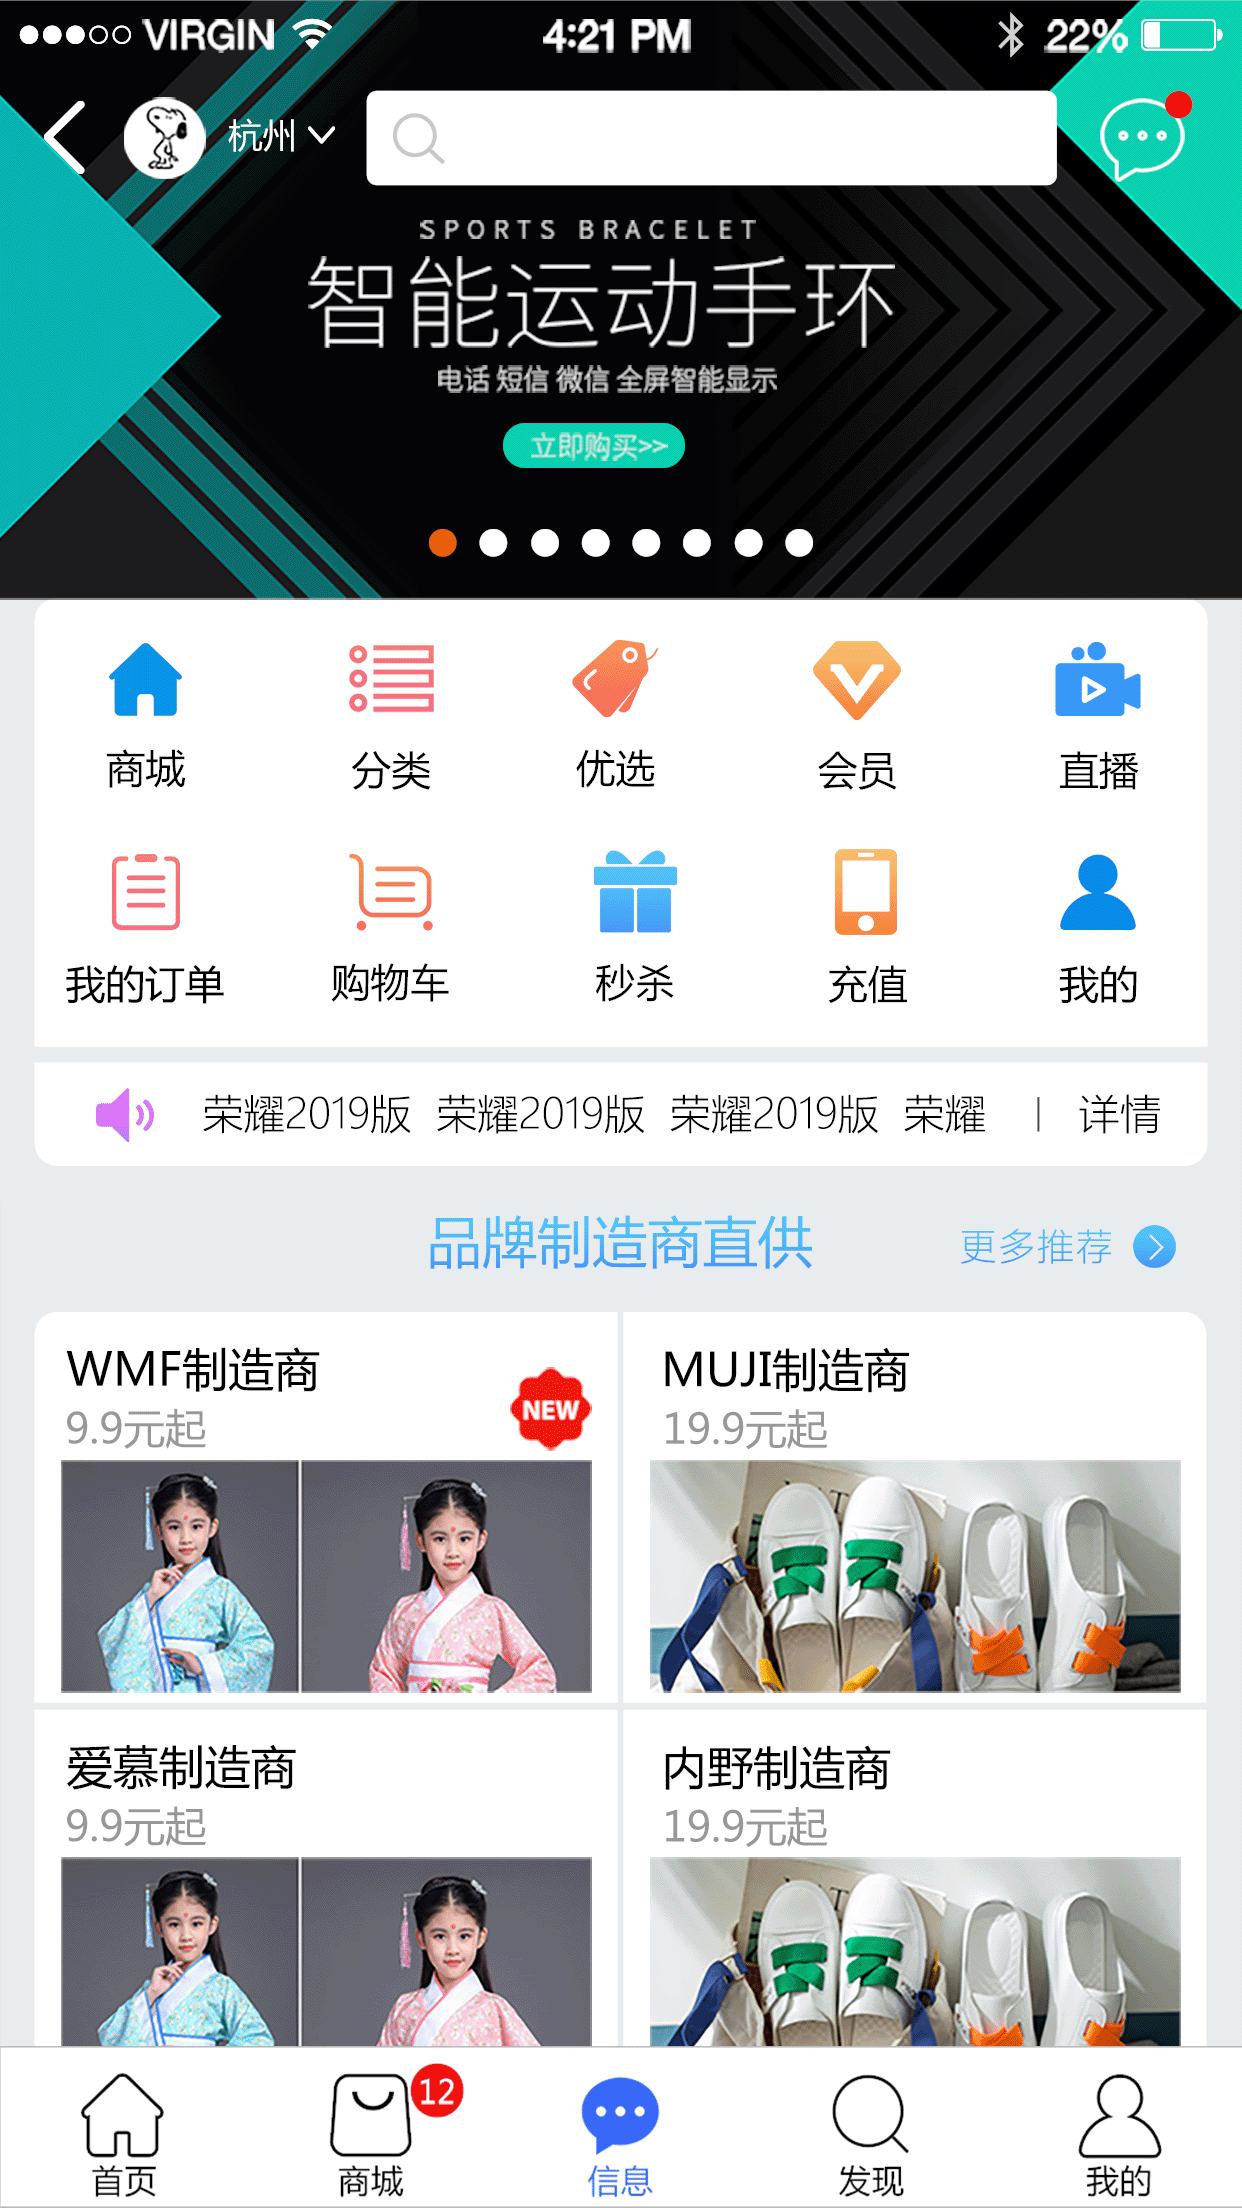 VIRGIN 4:21 PM 22%
杭州
SPORTS BRACELET
智能运动手环
电话 短信 微信 全屏智能显示
立即购买>>
商城 分类 优选 会员 直播
我的订单 购物车 秒杀 充值 我的
荣耀2019版 荣耀2019版 荣耀2019版 荣耀 | 详情
品牌制造商直供 更多推荐
WMF制造商
9.9元起
NEW
MUJI制造商
19.9元起
爱慕制造商
9.9元起
内野制造商
19.9元起
12
首页 商城 信息 发现 我的